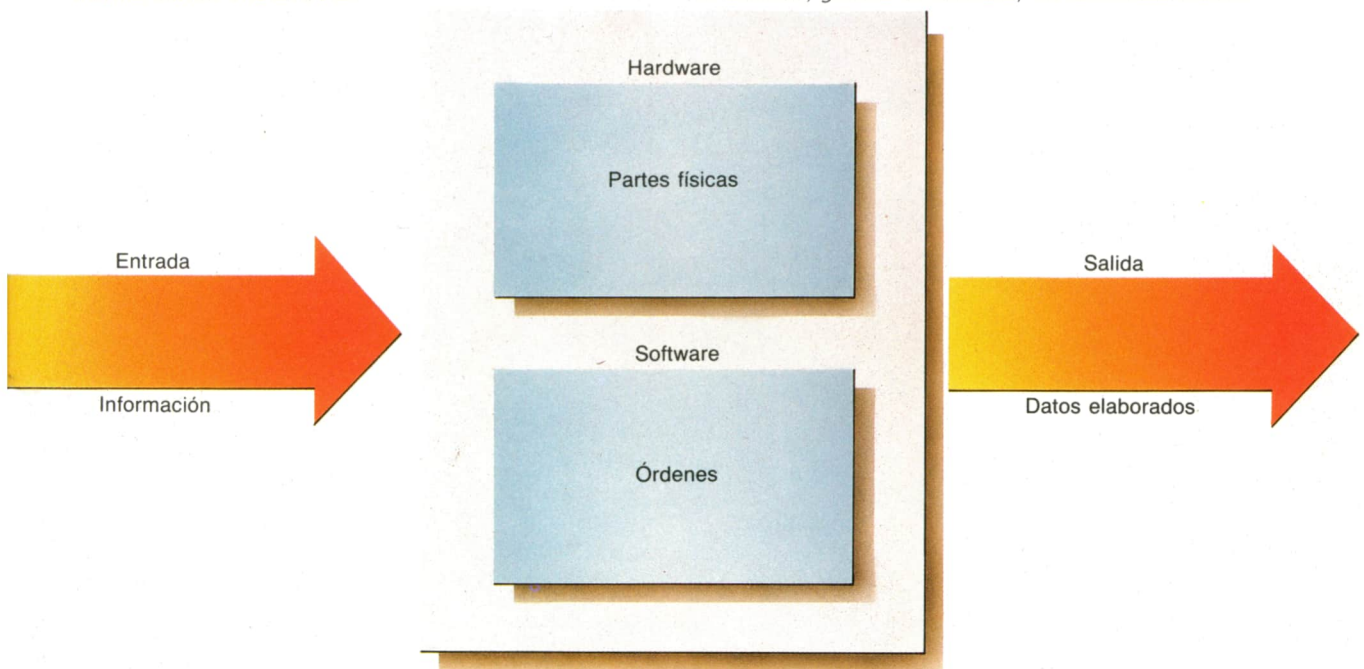 Hardware
Partes físicas
Entrada
Información
Software
Órdenes
Salida
Datos elaborados